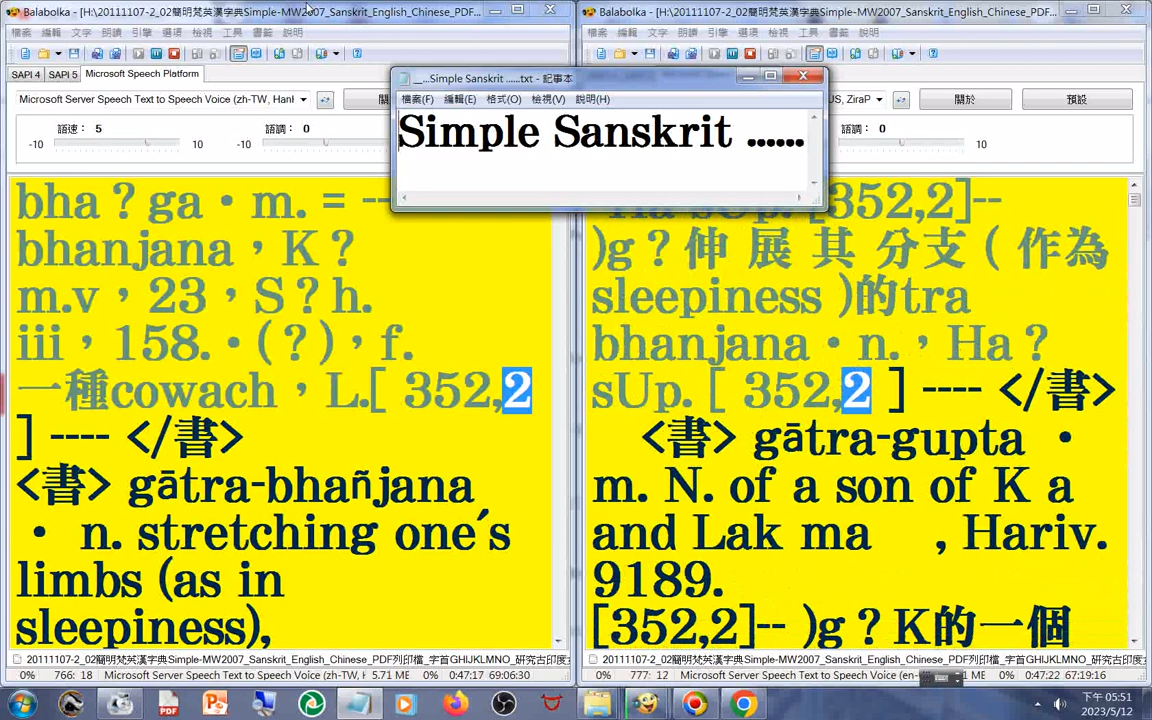 Balabolka - [H:\20111107-2_02簡明梵英漢字典Simple-MW2007_Sanskrit_English_Chinese_PDF...
檔案 編輯 文字 朗讀 引擎 選項 檢視 工具 書籤 說明
SAPI 4 SAPI 5 Microsoft Speech Platform
Microsoft Server Speech Text to Speech Voice (zh-TW, HanH
語速： 5 語調： 0
-10 10 -10
bha？ga・m. = --
bhanjana，K？
m.v，23，S？h.
iii，158.・(？)，f.
一種cowach，L.[ 352,2
] ---- </書>
<書> gātra-bhañjana
・ n. stretching one´s
limbs (as in
sleepiness),
20111107-2_02簡明梵英漢字典Simple-MW2007_Sanskrit_English_Chinese_PDF列印檔_字首GHIJKLMNO_研究古印度
0% 766: 18 Microsoft Server Speech Text to Speech Voice (zh-TW, H 5.71 ME 0% 0:47:17 69:06:30
__...Simple Sanskrit ......txt - 記事本
檔案(F) 編輯(E) 格式(O) 檢視(V) 說明(H)
Simple Sanskrit ......
Balabolka - [H:\20111107-2_02簡明梵英漢字典Simple-MW2007_Sanskrit_English_Chinese_PDF...
檔案 編輯 文字 朗讀 引擎 選項 檢視 工具 書籤 說明
US, ZiraP 關於 預設
語調： 0
10 -10 10
Ha sUp. [352,2]--
)g？伸 展 其 分支 ( 作為
sleepiness )的tra
bhanjana・n.，Ha？
sUp. [ 352,2 ] ---- </書>
<書> gātra-gupta ・
m. N. of a son of K a
and Lak ma , Hariv.
9189.
[352,2]-- )g？K的一個
20111107-2_02簡明梵英漢字典Simple-MW2007_Sanskrit_English_Chinese_PDF列印檔_字首GHIJKLMNO_研究古印度
0% 777: 12 Microsoft Server Speech Text to Speech Voice (en- 0% 0:47:22 67:19:16
下午 05:51
2023/5/12